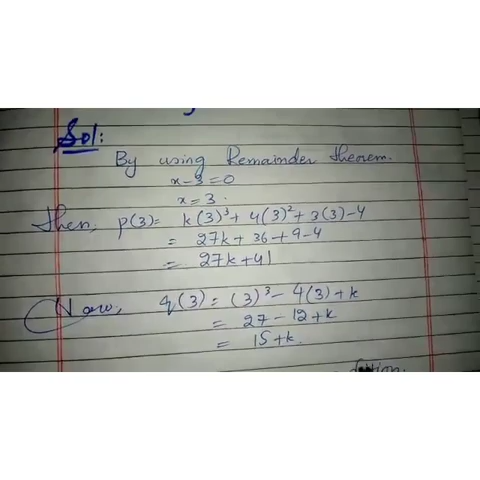 Sol:
By using Remainder theorem.
x-3=0
x=3.
Then, p(3)= k(3)³+4(3)²+3(3)-4
= 27k+36+9-4
= 27k+41
Now, q(3) = (3)³-4(3)+k
= 27-12+k
= 15+k.